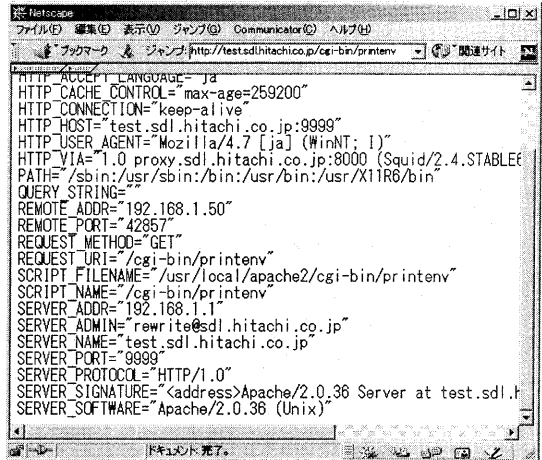 Netscape
ファイル(F) 編集(E) 表示(V) ジャンプ(G) Communicator(C) ヘルプ(H)
ブックマーク ジャンプ: http://test.sdl.hitachi.co.jp/cgi-bin/printenv 関連サイト
HTTP_ACCEPT_LANGUAGE="ja"
HTTP_CACHE_CONTROL="max-age=259200"
HTTP_CONNECTION="keep-alive"
HTTP_HOST="test.sdl.hitachi.co.jp:9999"
HTTP_USER_AGENT="Mozilla/4.7 [ja] (WinNT; I)"
HTTP_VIA="1.0 proxy.sdl.hitachi.co.jp:8000 (Squid/2.4.STABLE6
PATH="/sbin:/usr/sbin:/bin:/usr/bin:/usr/X11R6/bin"
QUERY_STRING=""
REMOTE_ADDR="192.168.1.50"
REMOTE_PORT="42857"
REQUEST_METHOD="GET"
REQUEST_URI="/cgi-bin/printenv"
SCRIPT_FILENAME="/usr/local/apache2/cgi-bin/printenv"
SCRIPT_NAME="/cgi-bin/printenv"
SERVER_ADDR="192.168.1.1"
SERVER_ADMIN="rewrite@sdl.hitachi.co.jp"
SERVER_NAME="test.sdl.hitachi.co.jp"
SERVER_PORT="9999"
SERVER_PROTOCOL="HTTP/1.0"
SERVER_SIGNATURE="<address>Apache/2.0.36 Server at test.sdl.h
SERVER_SOFTWARE="Apache/2.0.36 (Unix)"
ドキュメント: 完了。